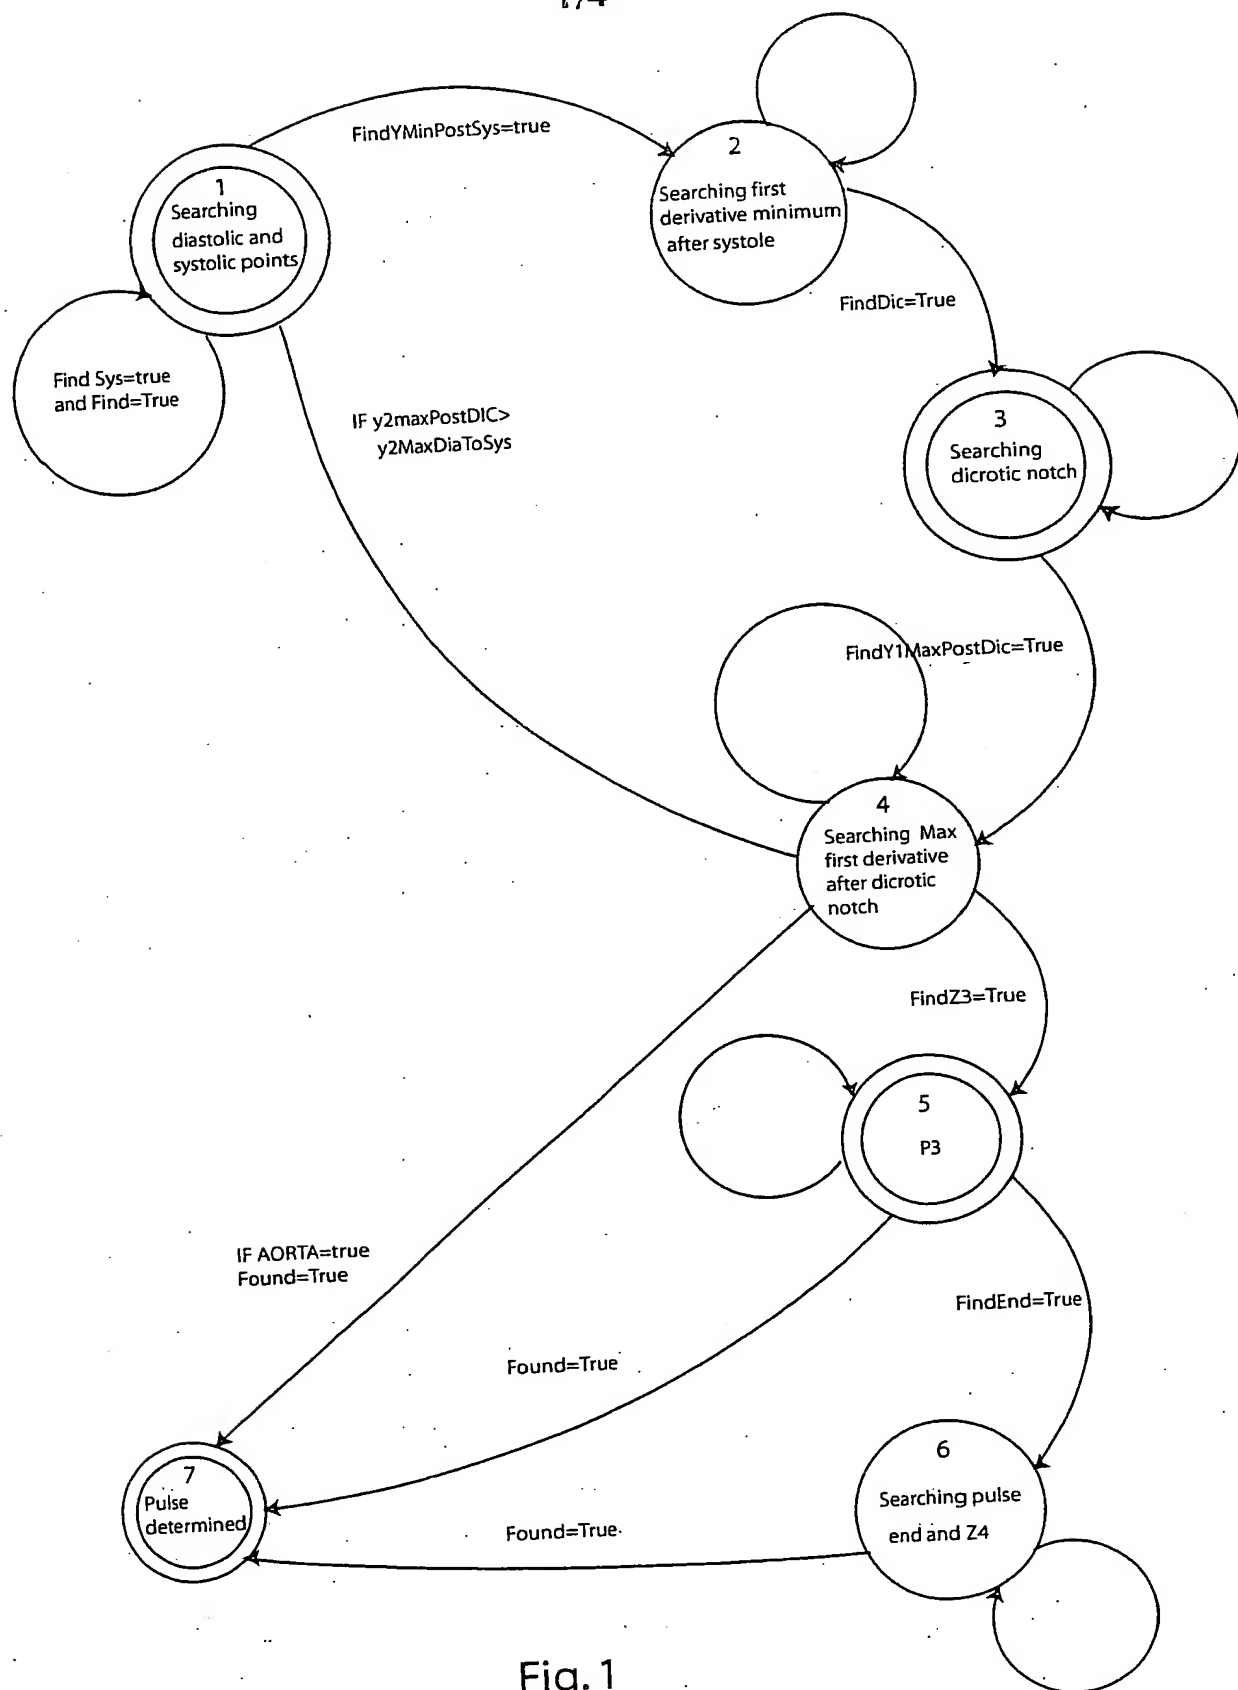 FindYMinPostSys=true
2
Searching first
derivative minimum
after systole
1
Searching
diastolic and
systolic points
FindDic=True
Find Sys=true
and Find=True
IF y2maxPostDIC>
y2MaxDiaToSys
3
Searching
dicrotic notch
FindY1MaxPostDic=True
4
Searching Max
first derivative
after dicrotic
notch
FindZ3=True
5
P3
IF AORTA=true
Found=True
FindEnd=True
Found=True
6
Searching pulse
end and Z4
7
Pulse
determined
Found=True
Fig. 1